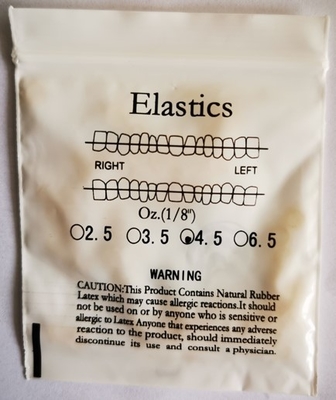 Elastics
RIGHT LEFT
Oz.(1/8")
○2.5 ○3.5 ◉4.5 ○6.5
WARNING
CAUTION:This Product Contains Natural Rubber
Latex which may cause allergic reactions.It should
not be used on or by anyone who is sensitive or
allergic to Latex Anyone that experiences any adverse
reaction to the product, should immediately
discontinue its use and consult a physician.